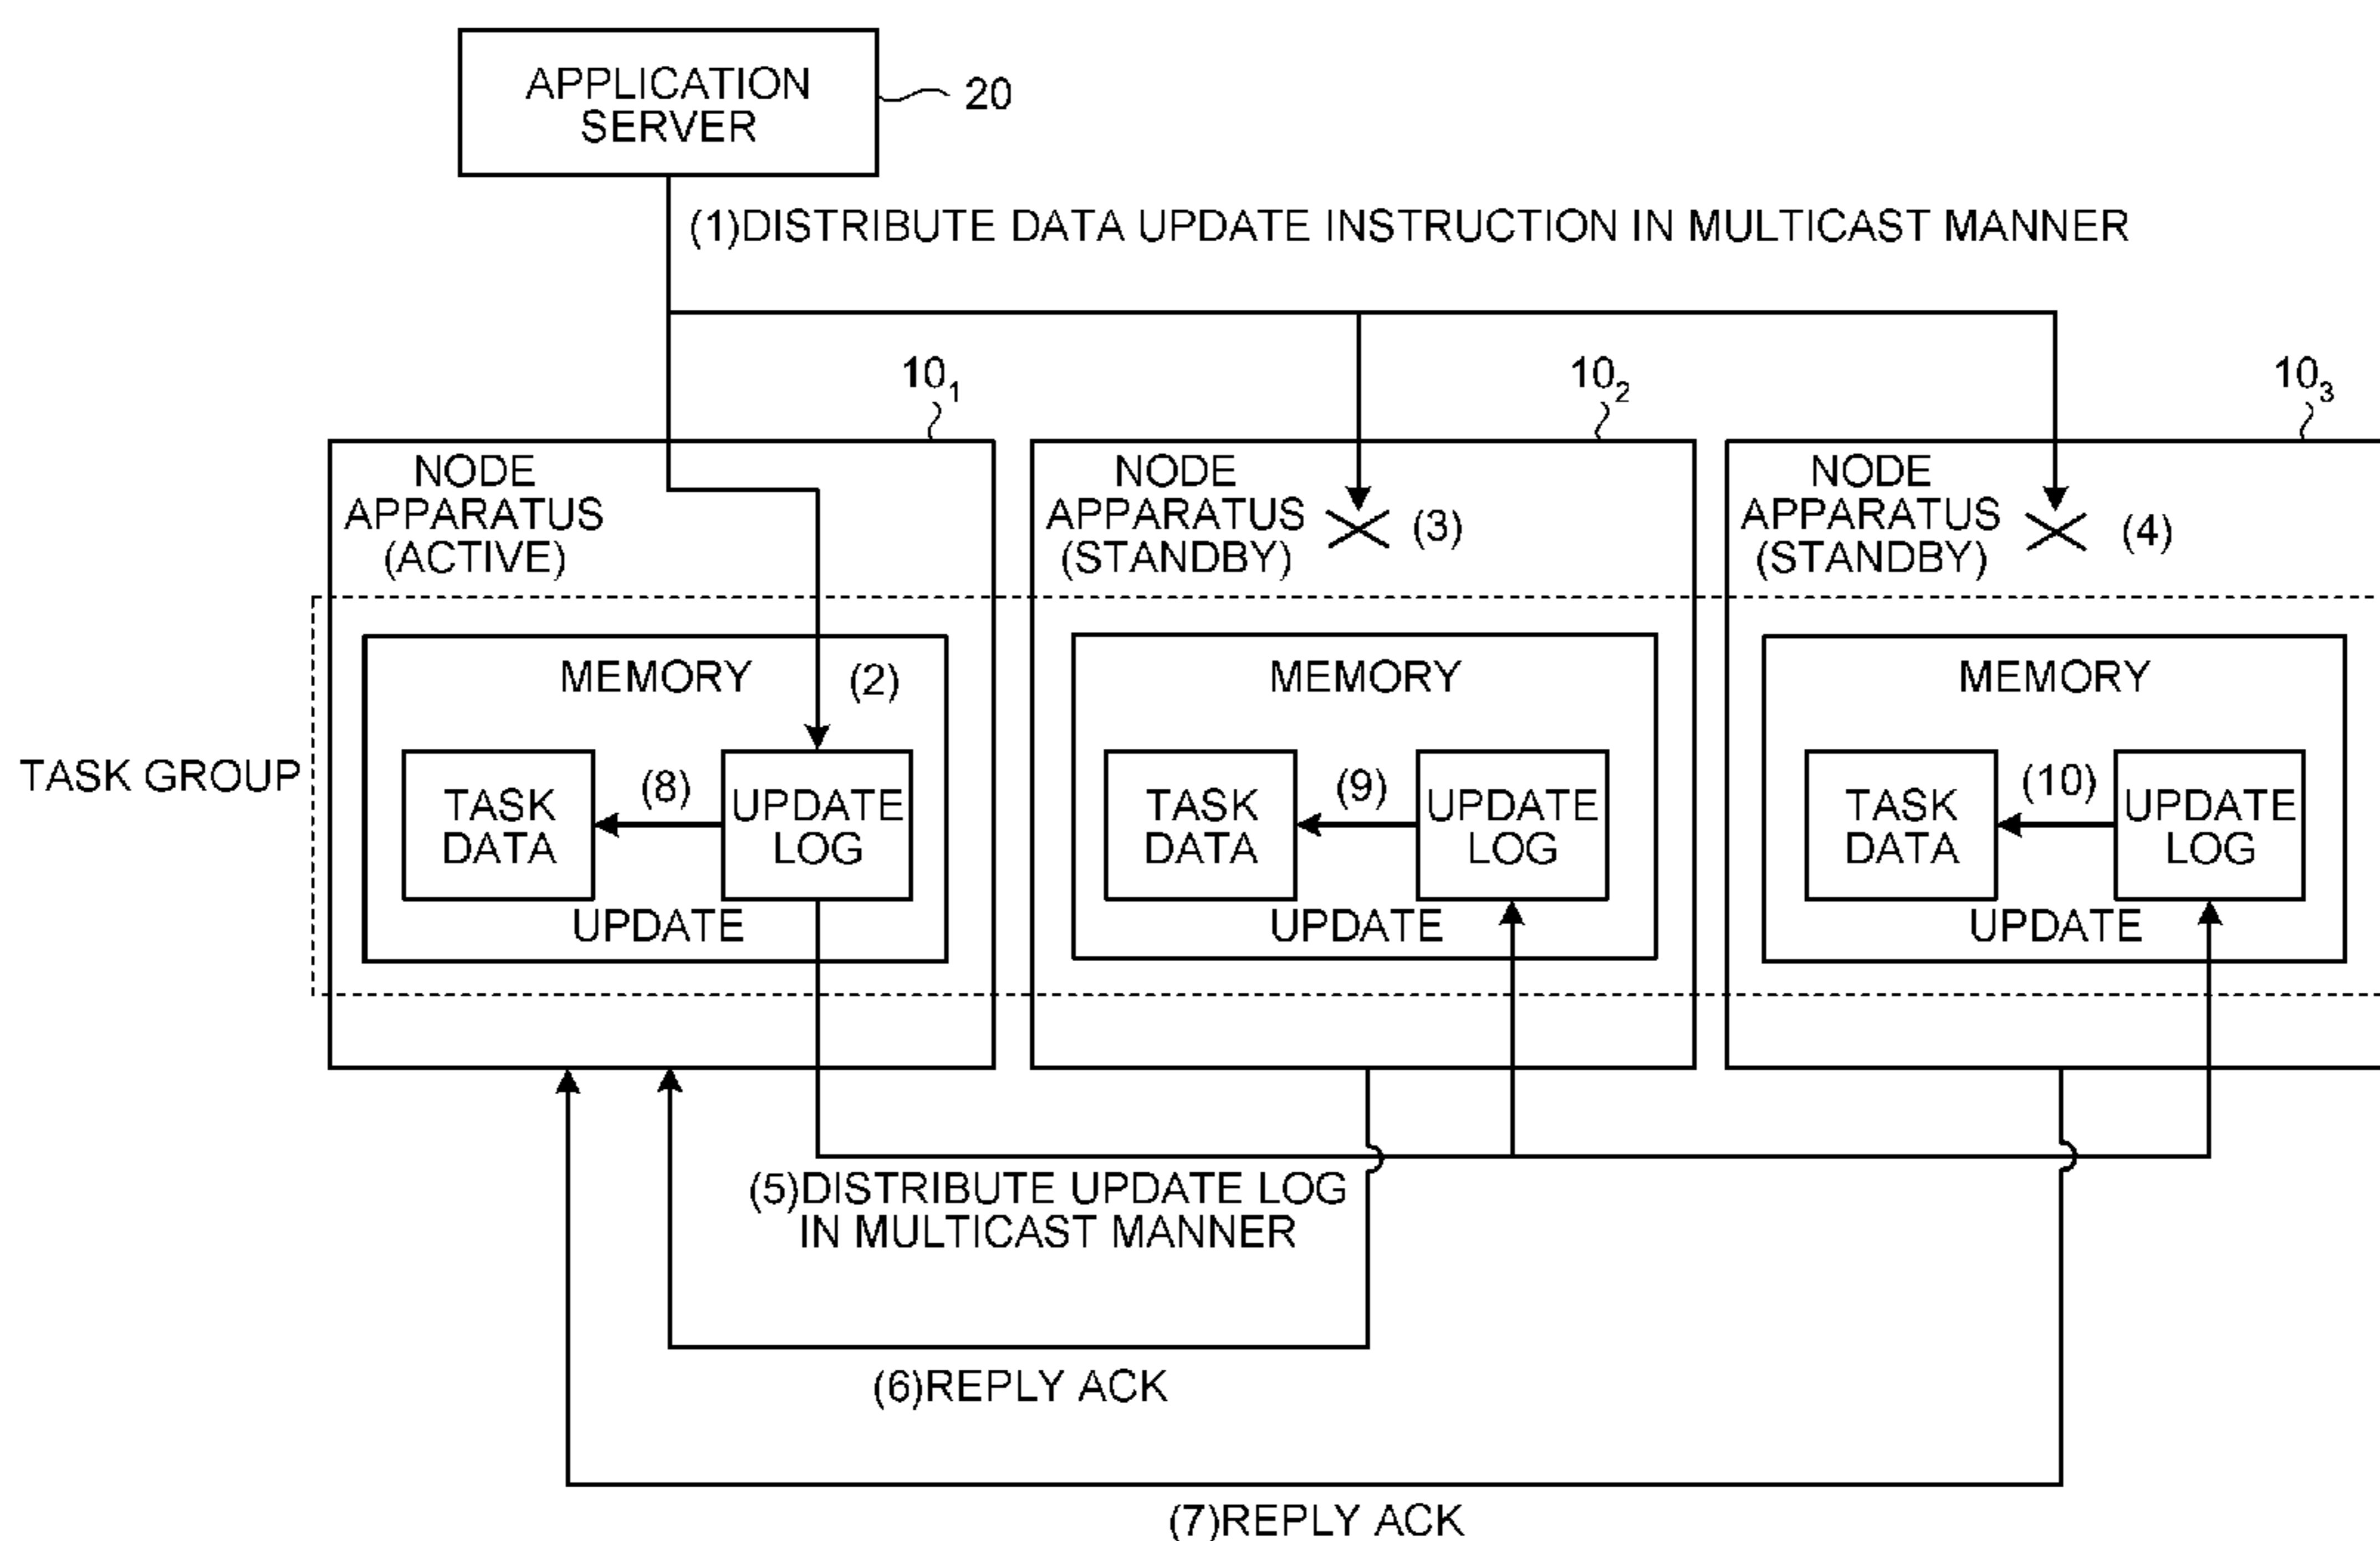 APPLICATION
SERVER
20
(1)DISTRIBUTE DATA UPDATE INSTRUCTION IN MULTICAST MANNER
10₁
10₂
10₃
NODE
APPARATUS
(ACTIVE)
NODE
APPARATUS
(STANDBY)
(3)
NODE
APPARATUS
(STANDBY)
(4)
TASK GROUP
MEMORY
(2)
TASK
DATA
(8)
UPDATE
LOG
UPDATE
MEMORY
TASK
DATA
(9)
UPDATE
LOG
UPDATE
MEMORY
TASK
DATA
(10)
UPDATE
LOG
UPDATE
(5)DISTRIBUTE UPDATE LOG
IN MULTICAST MANNER
(6)REPLY ACK
(7)REPLY ACK